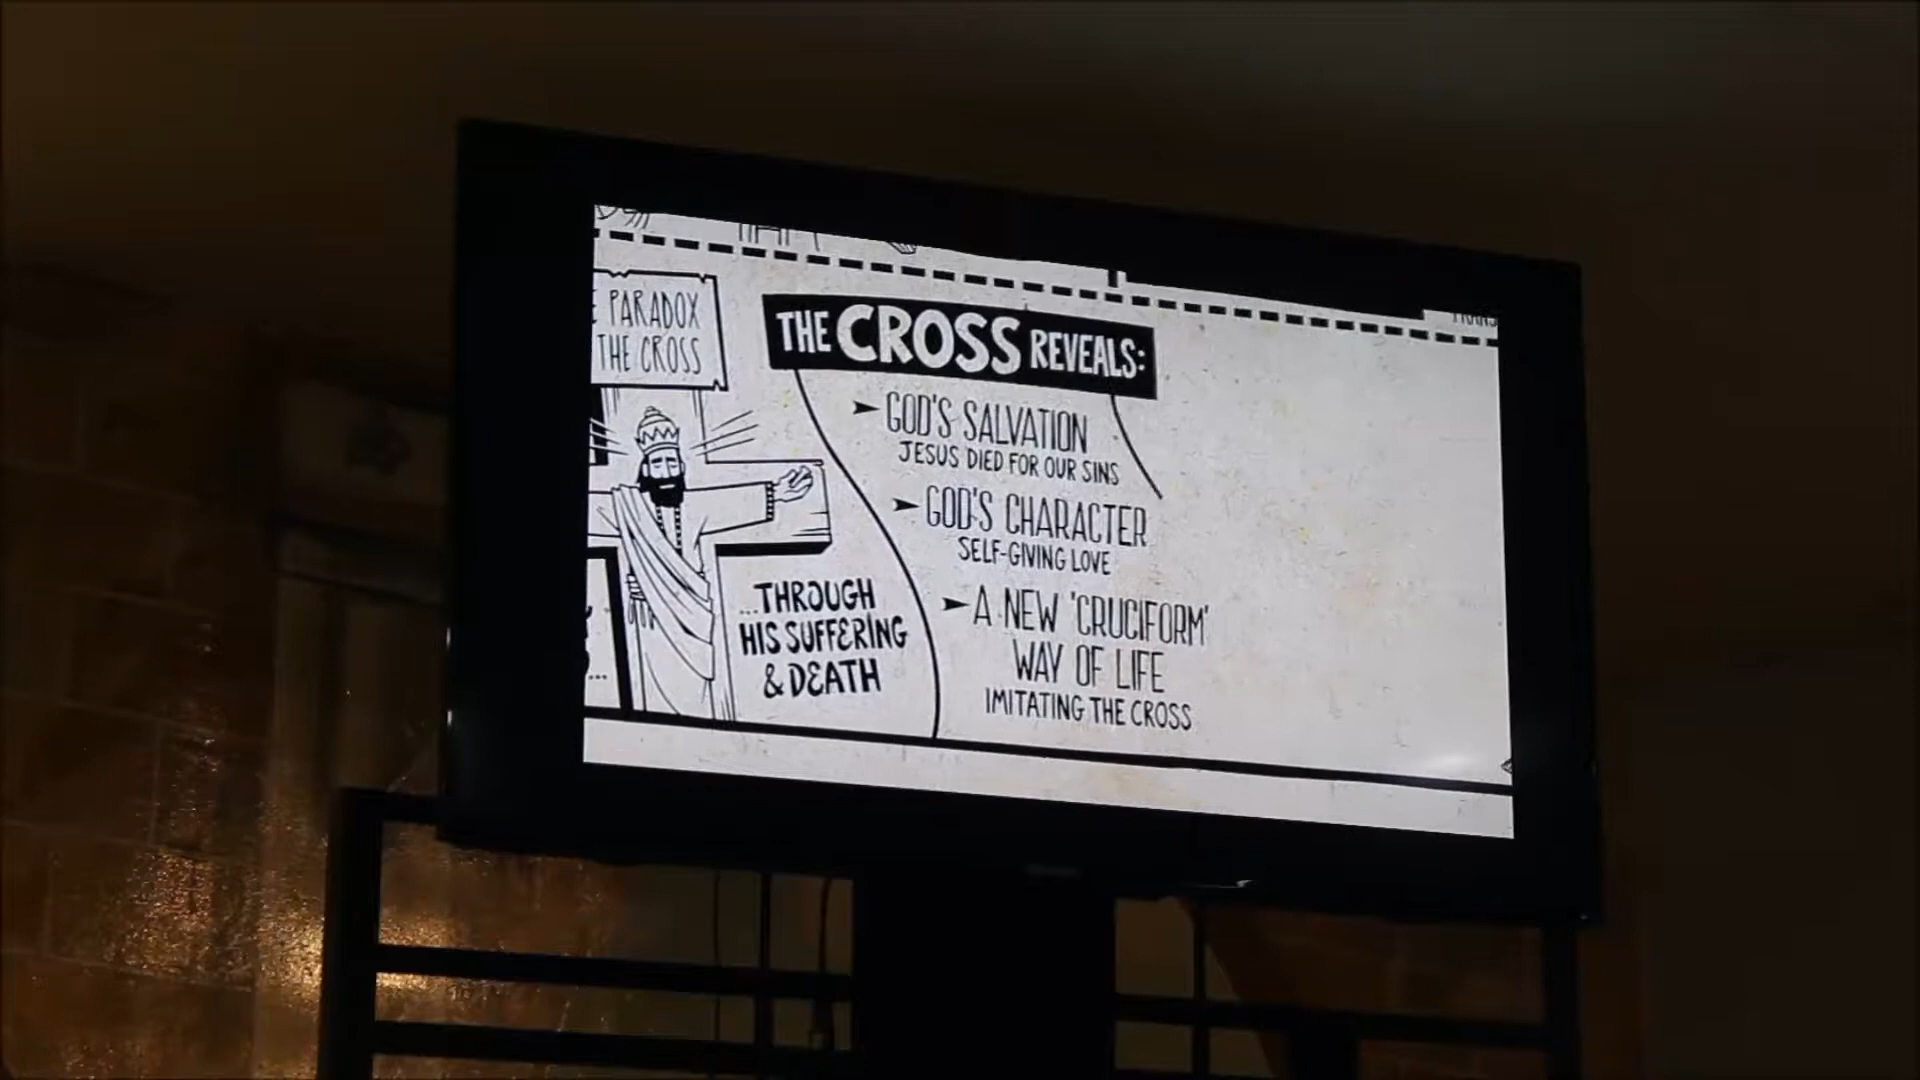 PARADOX
THE CROSS
THE CROSS REVEALS:
GOD'S SALVATION
JESUS DIED FOR OUR SINS
GOD'S CHARACTER
SELF-GIVING LOVE
A NEW 'CRUCIFORM'
WAY OF LIFE
IMITATING THE CROSS
...THROUGH
HIS SUFFERING
& DEATH